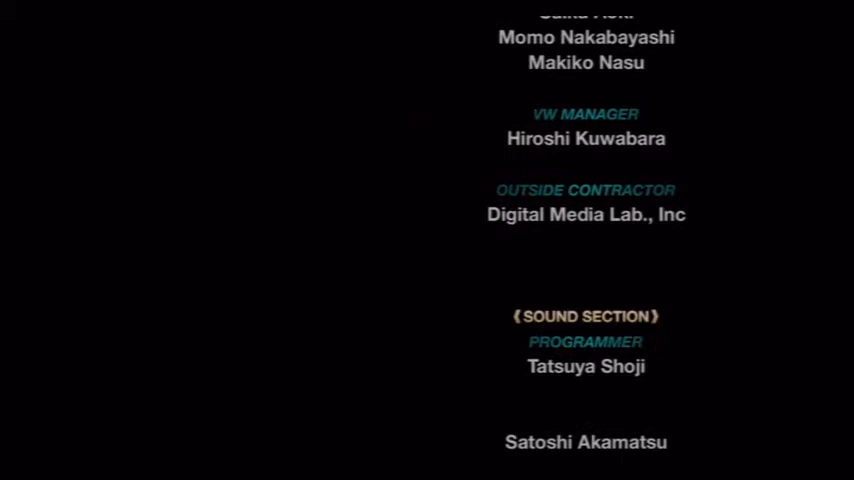 Momo Nakabayashi
Makiko Nasu
VW MANAGER
Hiroshi Kuwabara
OUTSIDE CONTRACTOR
Digital Media Lab., Inc
《SOUND SECTION》
PROGRAMMER
Tatsuya Shoji
Satoshi Akamatsu